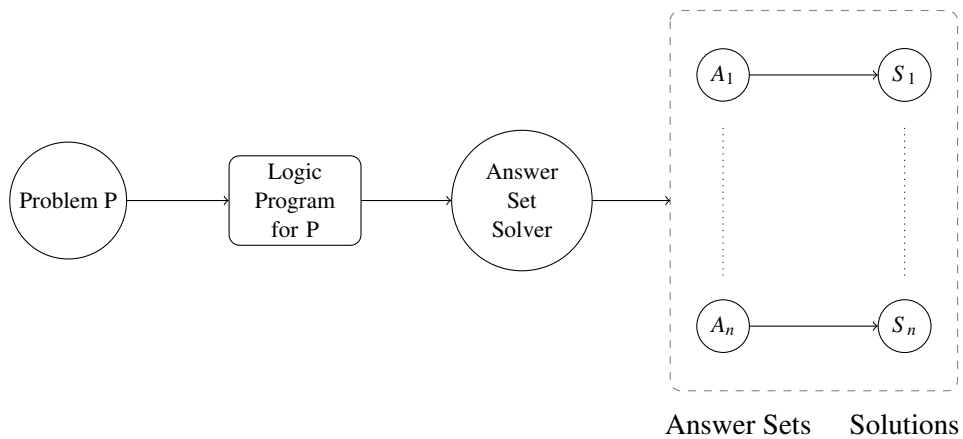 Problem P
Logic
Program
for P
Answer
Set
Solver
A₁
S₁
Aₙ
Sₙ
Answer Sets
Solutions